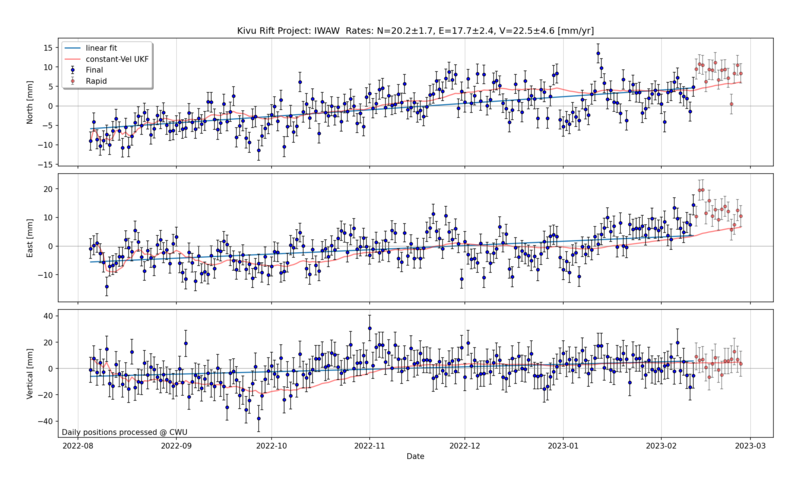 Kivu Rift Project: IWAW  Rates: N=20.2±1.7, E=17.7±2.4, V=22.5±4.6 [mm/yr]
linear fit
constant-Vel UKF
Final
Rapid
North [mm]
15
10
5
0
−5
−10
−15
East [mm]
20
10
0
−10
Vertical [mm]
40
20
0
−20
−40
Daily positions processed @ CWU
2022-08
2022-09
2022-10
2022-11
2022-12
2023-01
2023-02
2023-03
Date